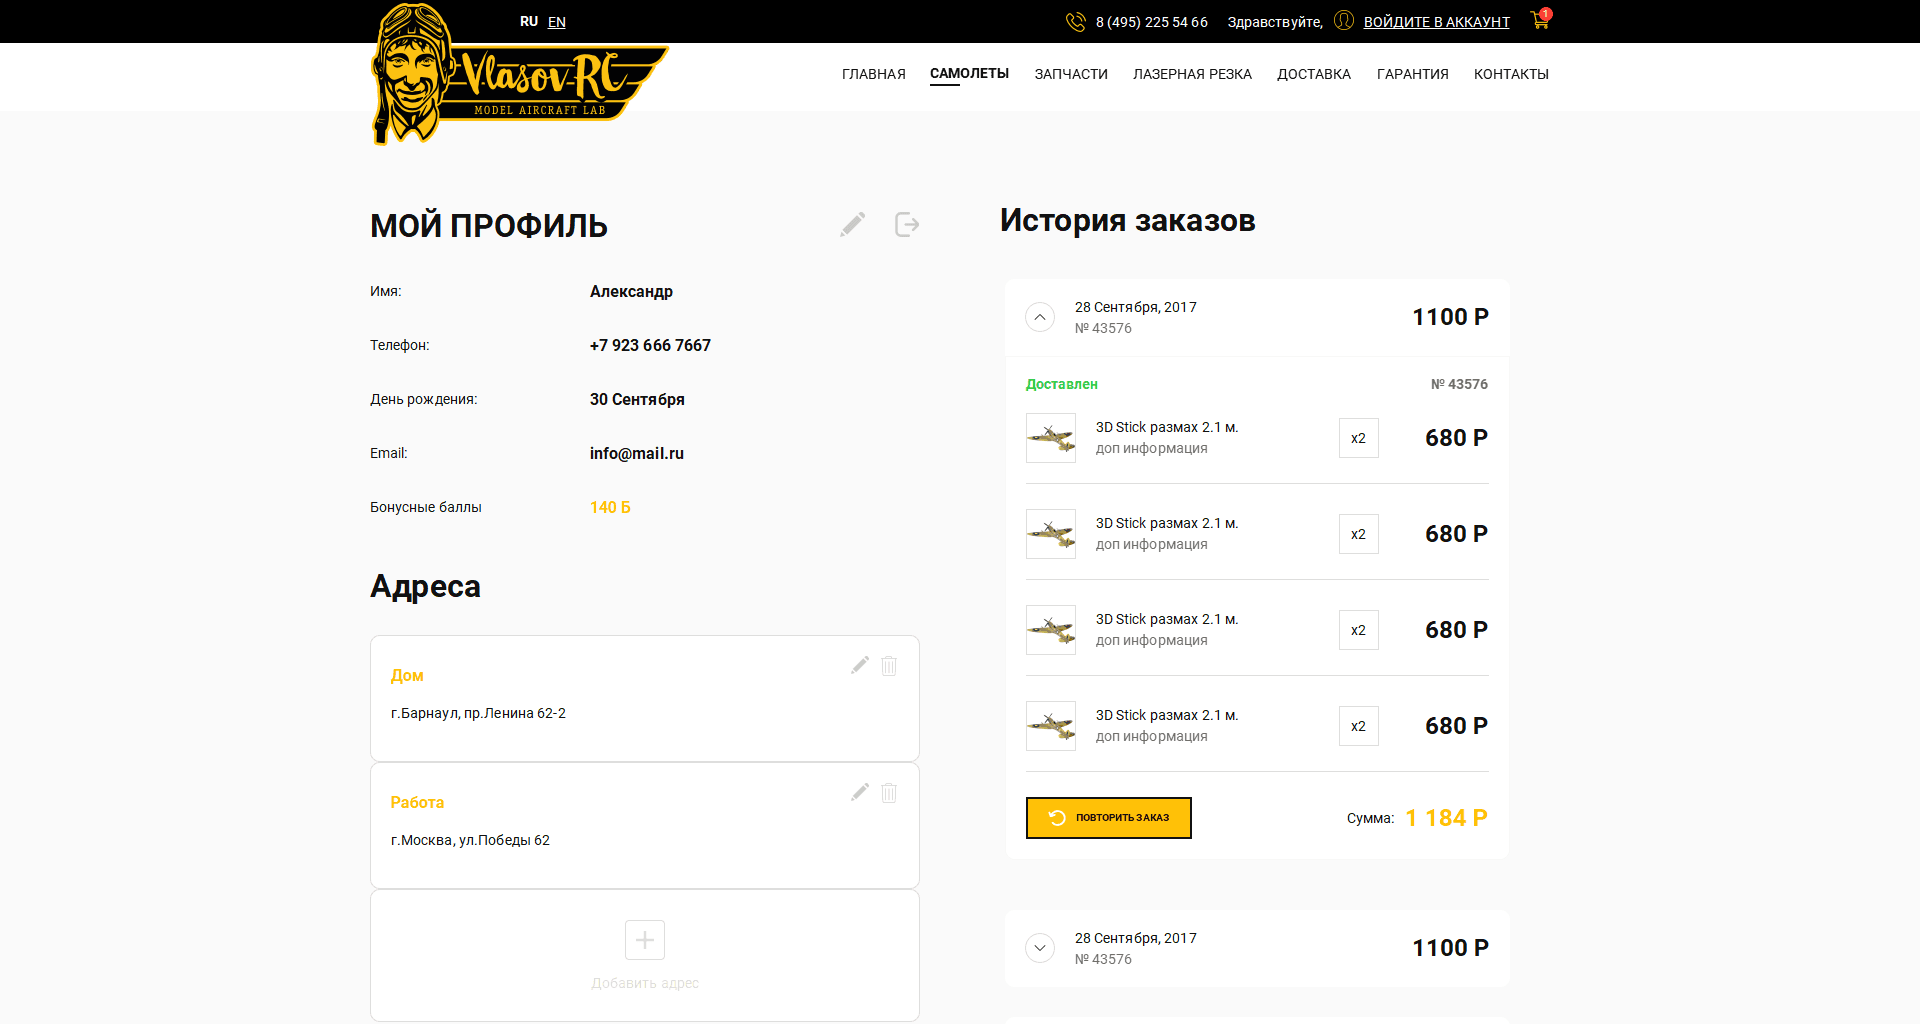 RU EN
8 (495) 225 54 66 Здравствуйте, ВОЙДИТЕ В АККАУНТ 1
Vlasov RC
MODEL AIRCRAFT LAB
ГЛАВНАЯ САМОЛЕТЫ ЗАПЧАСТИ ЛАЗЕРНАЯ РЕЗКА ДОСТАВКА ГАРАНТИЯ КОНТАКТЫ
МОЙ ПРОФИЛЬ
Имя: Александр
Телефон: +7 923 666 7667
День рождения: 30 Сентября
Email: info@mail.ru
Бонусные баллы 140 Б
Адреса
Дом
г.Барнаул, пр.Ленина 62-2
Работа
г.Москва, ул.Победы 62
Добавить адрес
История заказов
28 Сентября, 2017
№ 43576
1100 Р
Доставлен № 43576
3D Stick размах 2.1 м.
доп информация
x2 680 Р
3D Stick размах 2.1 м.
доп информация
x2 680 Р
3D Stick размах 2.1 м.
доп информация
x2 680 Р
3D Stick размах 2.1 м.
доп информация
x2 680 Р
ПОВТОРИТЬ ЗАКАЗ Сумма: 1 184 Р
28 Сентября, 2017
№ 43576
1100 Р